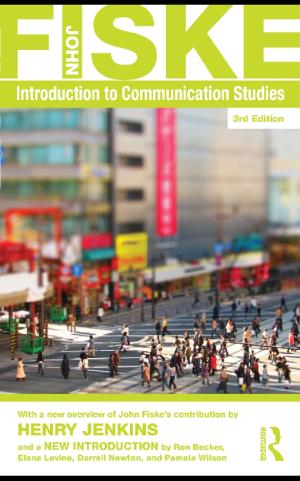 JOHN FISKE
Introduction to Communication Studies
3rd Edition
With a new overview of John Fiske's contribution by
HENRY JENKINS
and a NEW INTRODUCTION by Ron Becker,
Elana Levine, Darrell Newton, and Pamela Wilson
R
ROUTLEDGE